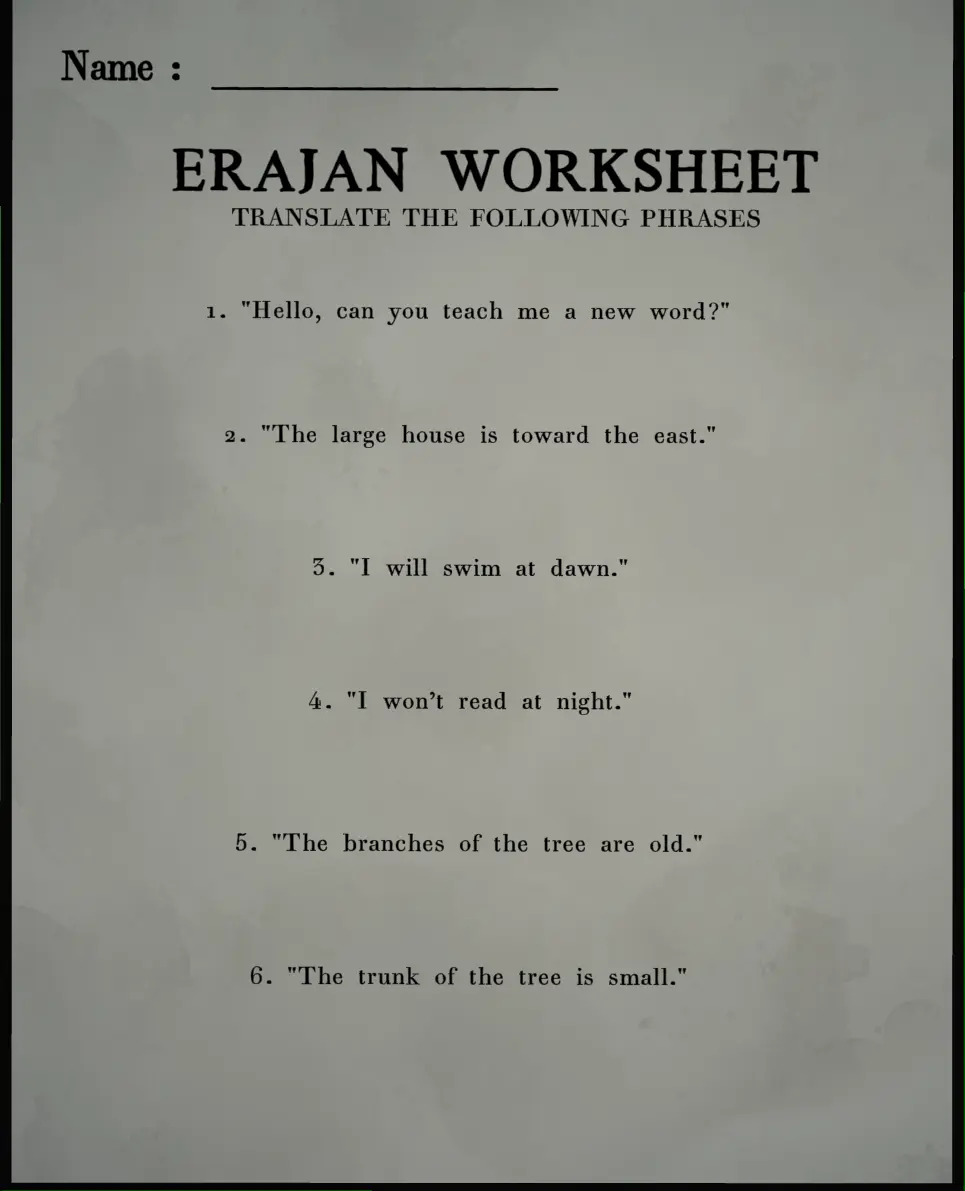 Name :
ERAJAN WORKSHEET
TRANSLATE THE FOLLOWING PHRASES
1. "Hello, can you teach me a new word?"
2. "The large house is toward the east."
3. "I will swim at dawn."
4. "I won't read at night."
5. "The branches of the tree are old."
6. "The trunk of the tree is small."